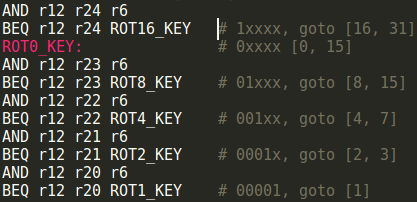 AND r12 r24 r6
BEQ r12 r24 ROT16_KEY # 1xxxx, goto [16, 31]
ROT0_KEY: # 0xxxx [0, 15]
AND r12 r23 r6
BEQ r12 r23 ROT8_KEY # 01xxx, goto [8, 15]
AND r12 r22 r6
BEQ r12 r22 ROT4_KEY # 001xx, goto [4, 7]
AND r12 r21 r6
BEQ r12 r21 ROT2_KEY # 0001x, goto [2, 3]
AND r12 r20 r6
BEQ r12 r20 ROT1_KEY # 00001, goto [1]